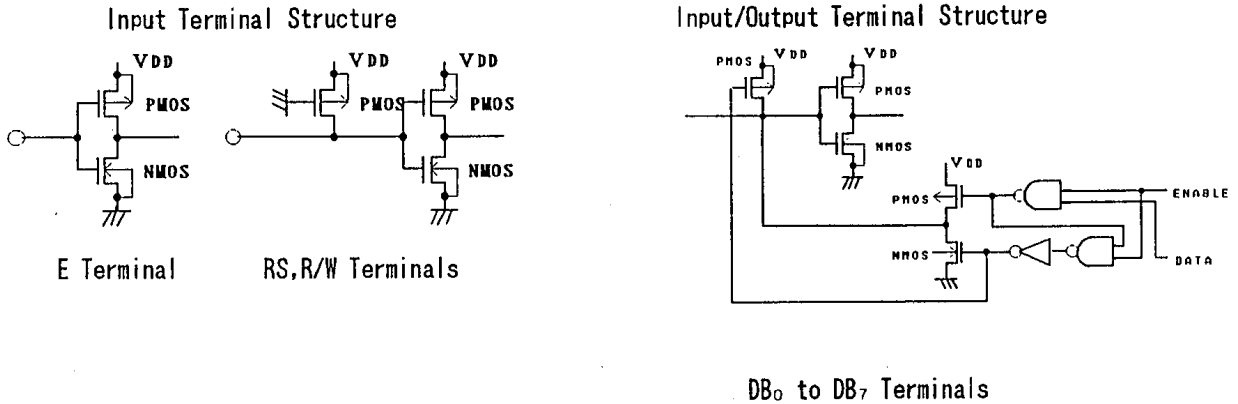 Input Terminal Structure
VDD
PMOS
NMOS
E Terminal
VDD
PMOS
VDD
PMOS
NMOS
RS,R/W Terminals
Input/Output Terminal Structure
PMOS
VDD
VDD
PMOS
NMOS
VDD
PMOS
ENABLE
NMOS
DATA
DB₀ to DB₇ Terminals